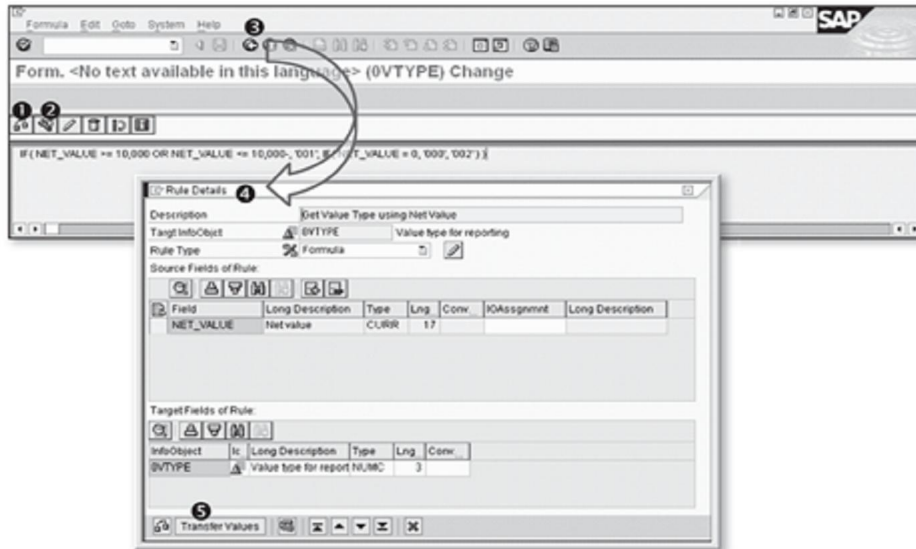 Formula Edit Goto System Help
SAP
3
Form. <No text available in this language> (0VTYPE) Change
1 2
IF( NET_VALUE >= 10,000 OR NET_VALUE <= 10,000-, '001', IF( NET_VALUE = 0, '000', '002' ) )
Rule Details 4
Description Get Value Type using Net Value
Targt InfoObjct 0VTYPE Value type for reporting
Rule Type Formula
Source Fields of Rule:
Field Long Description Type Lng Conv_ IOAssgnmnt Long Description
NET_VALUE Net value CURR 17
Target Fields of Rule:
InfoObject Ic Long Description Type Lng Conv_
0VTYPE Value type for report NUMC 3
5
Transfer Values